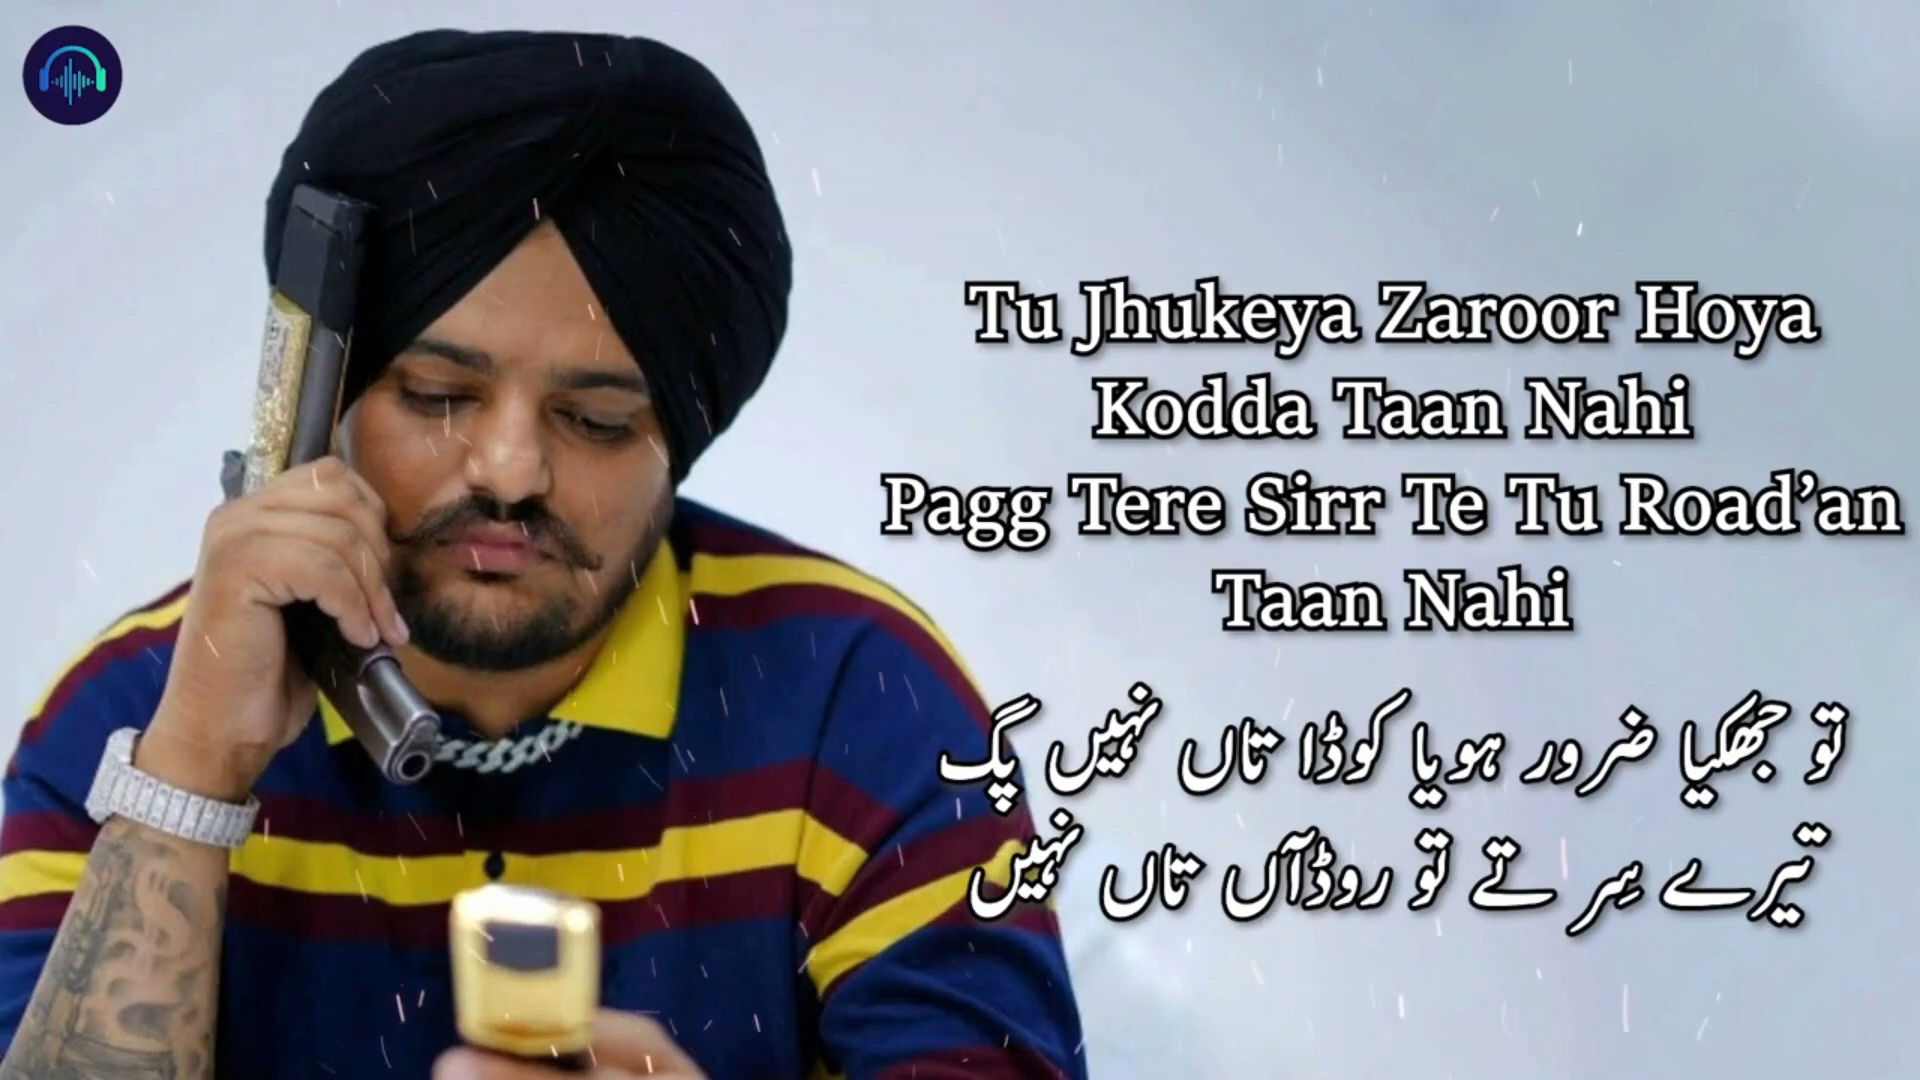 Tu Jhukeya Zaroor Hoya
Kodda Taan Nahi
Pagg Tere Sirr Te Tu Road’an
Taan Nahi
تو جھکیا ضرور ہویا کوڈا تاں نہیں پگ
تیرے سِر تے تو روڈآں تاں نہیں